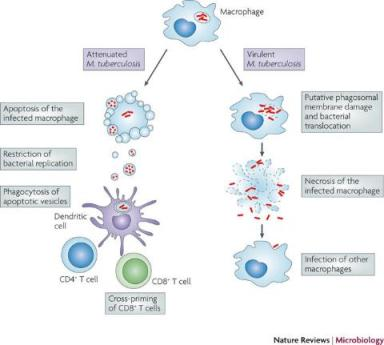 Macrophage
Attenuated
M. tuberculosis
Virulent
M. tuberculosis
Apoptosis of the
infected macrophage
Putative phagosomal
membrane damage
and bacterial
translocation
Restriction of
bacterial replication
Phagocytosis of
apoptotic vesicles
Necrosis of the
infected macrophage
Dendritic
cell
CD4⁺ T cell
CD8⁺ T cell
Infection of other
macrophages
Cross-priming
of CD8⁺ T cells
Nature Reviews | Microbiology